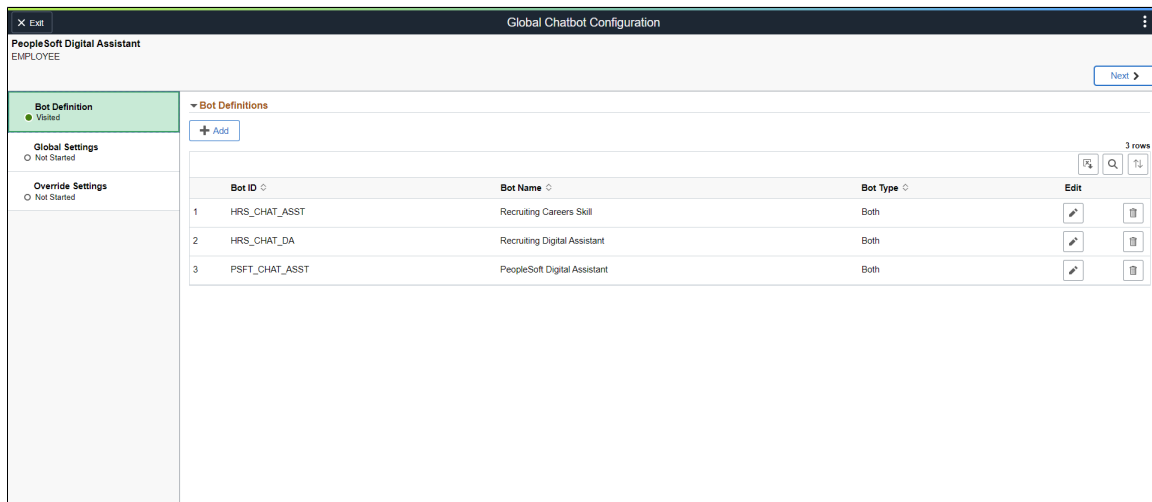 Exit
Global Chatbot Configuration
PeopleSoft Digital Assistant
EMPLOYEE
Next
Bot Definition
Visited
Global Settings
Not Started
Override Settings
Not Started
Bot Definitions
Add
3 rows
Bot ID Bot Name Bot Type Edit
1 HRS_CHAT_ASST Recruiting Careers Skill Both
2 HRS_CHAT_DA Recruiting Digital Assistant Both
3 PSFT_CHAT_ASST PeopleSoft Digital Assistant Both